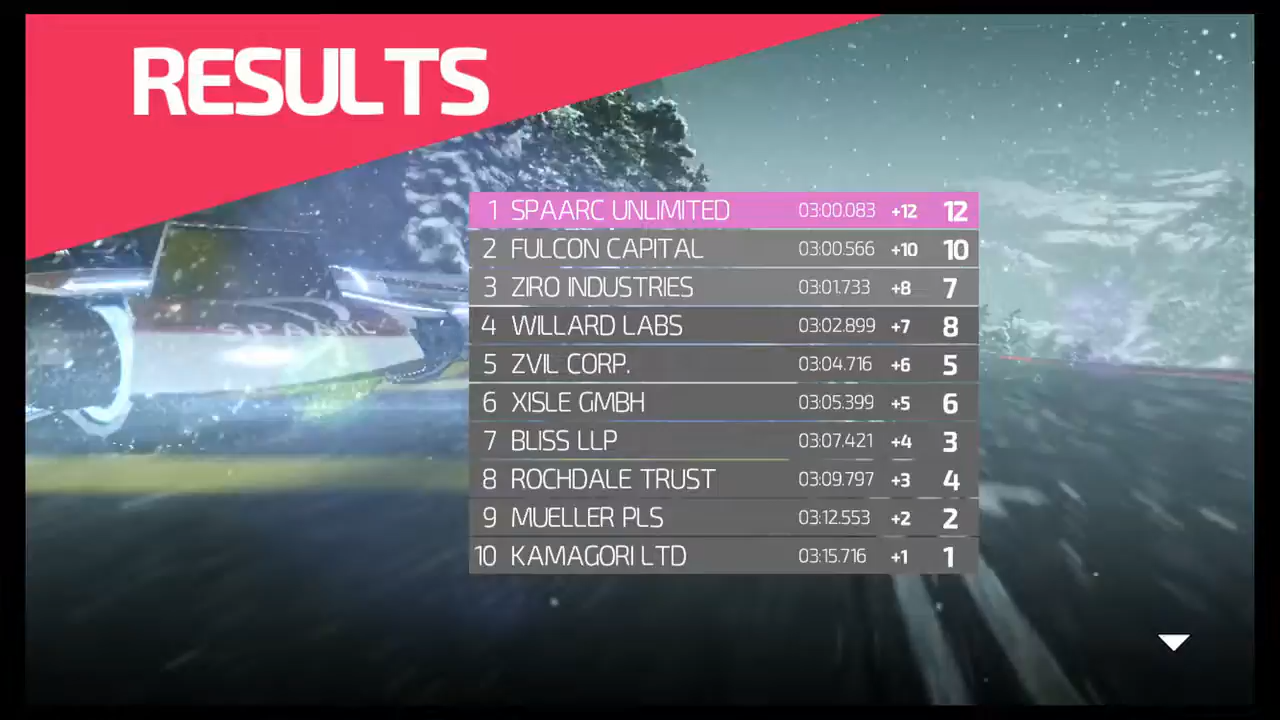 RESULTS
1 SPAARC UNLIMITED 03:00.083 +12 12
2 FULCON CAPITAL 03:00.566 +10 10
3 ZIRO INDUSTRIES 03:01.733 +8 7
4 WILLARD LABS 03:02.899 +7 8
5 ZVIL CORP. 03:04.716 +6 5
6 XISLE GMBH 03:05.399 +5 6
7 BLISS LLP 03:07.421 +4 3
8 ROCHDALE TRUST 03:09.797 +3 4
9 MUELLER PLS 03:12.553 +2 2
10 KAMAGORI LTD 03:15.716 +1 1